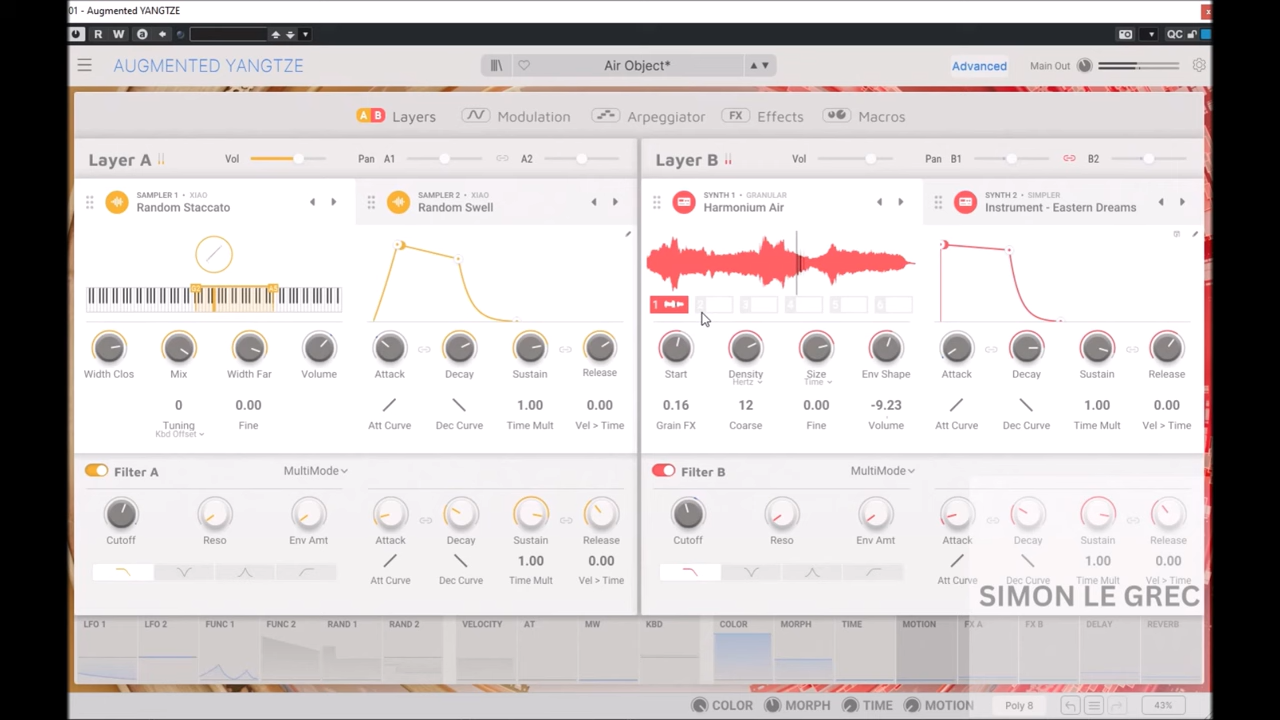 01 - Augmented YANGTZE
R W a QC
AUGMENTED YANGTZE Air Object* Advanced Main Out
A B Layers Modulation Arpeggiator FX Effects Macros
Layer A Vol Pan A1 A2 Layer B Vol Pan B1 B2
SAMPLER 1 • XIAO SAMPLER 2 • XIAO SYNTH 1 • GRANULAR SYNTH 2 • SIMPLER
Random Staccato Random Swell Harmonium Air Instrument - Eastern Dreams
1 2 3 4 5 6
Width Clos Mix Width Far Volume Attack Decay Sustain Release Start Density Size Env Shape Attack Decay Sustain Release
Hertz Time
0 0.00 1.00 0.00 0.16 12 0.00 -9.23 1.00 0.00
Tuning Fine Att Curve Dec Curve Time Mult Vel > Time Grain FX Coarse Fine Volume Att Curve Dec Curve Time Mult Vel > Time
Kbd Offset
Filter A MultiMode Filter B MultiMode
Cutoff Reso Env Amt Attack Decay Sustain Release Cutoff Reso Env Amt Attack Decay Sustain Release
1.00 0.00 1.00 0.00
Att Curve Dec Curve Time Mult Vel > Time Att Curve Dec Curve Time Mult Vel > Time
SIMON LE GREC
LFO 1 LFO 2 FUNC 1 FUNC 2 RAND 1 RAND 2 VELOCITY AT MW KBD COLOR MORPH TIME MOTION FX A FX B DELAY REVERB
COLOR MORPH TIME MOTION Poly 8 43%